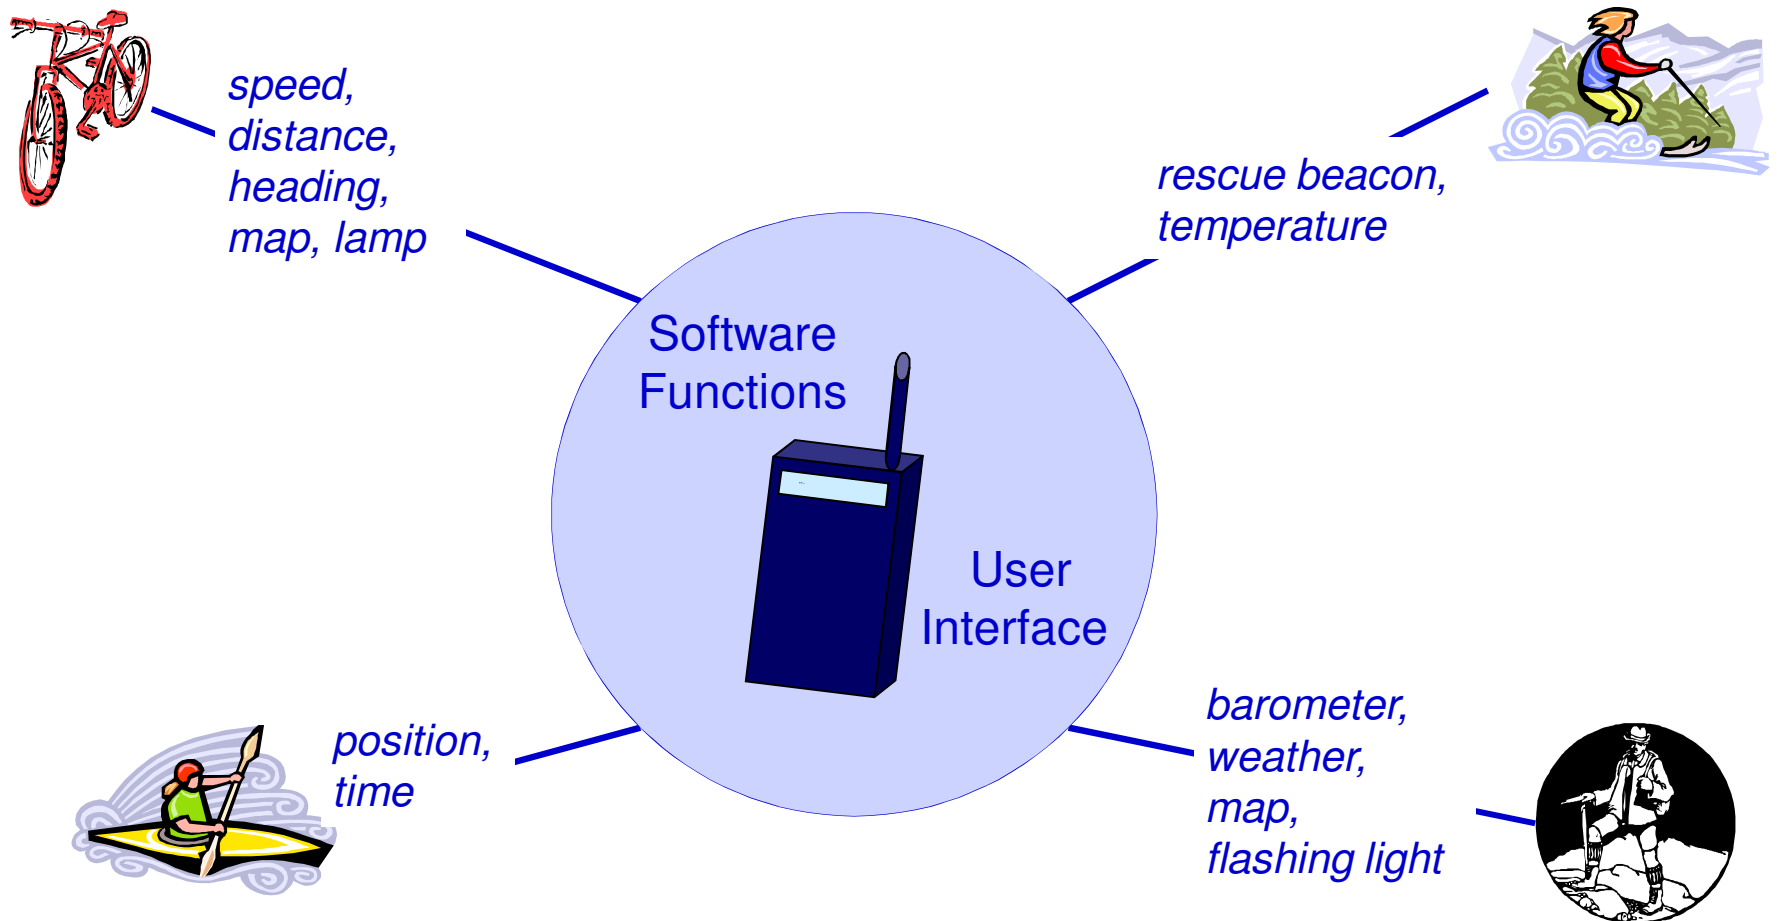 speed,
distance,
heading,
map, lamp
rescue beacon,
temperature
Software
Functions
User
Interface
position,
time
barometer,
weather,
map,
flashing light